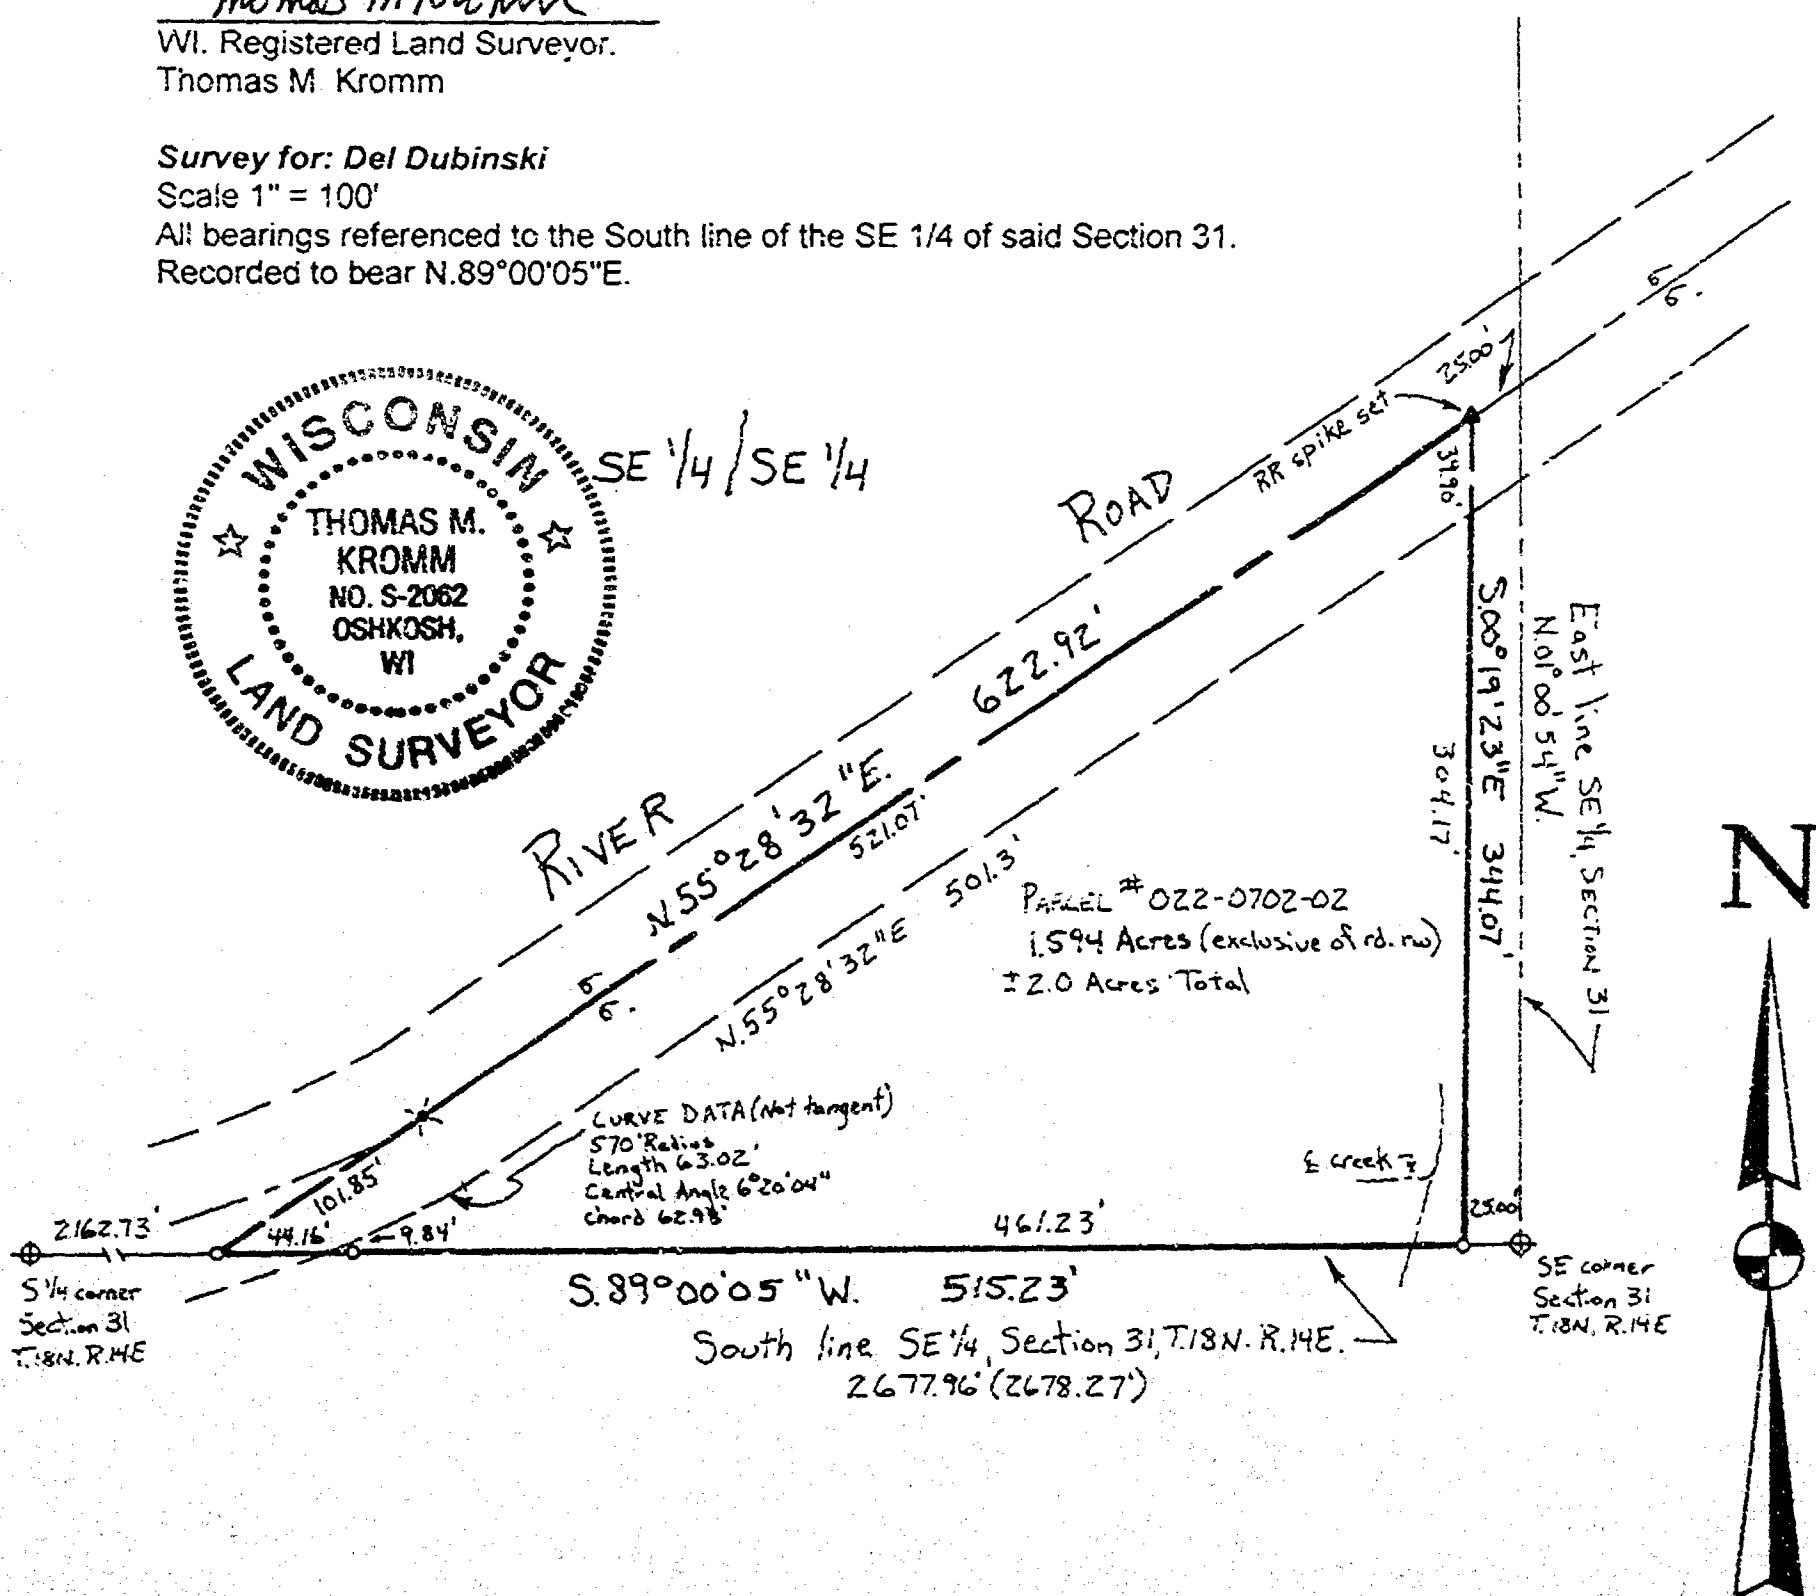 Thomas M Kromm
WI. Registered Land Surveyor.
Thomas M Kromm
Survey for: Del Dubinski
Scale 1" = 100'
All bearings referenced to the South line of the SE 1/4 of said Section 31.
Recorded to bear N.89°00'05"E.
WISCONSIN
THOMAS M.
KROMM
NO. S-2062
OSHKOSH,
WI
LAND SURVEYOR
SE 1/4 / SE 1/4
RIVER ROAD
RR spike set
25.00'
39.90'
N.55°28'32"E. 622.92'
521.07'
N.55°28'32"E 501.3'
S.00°19'23"E 344.07'
304.17'
East line SE 1/4, SECTION 31
N.01°00'54"W.
N
PARCEL # 022-0702-02
1.594 Acres (exclusive of rd. rw)
±2.0 Acres Total
CURVE DATA (Not tangent)
570' Radius
Length 63.02'
Central Angle 6°20'04"
Chord 62.98'
℄ creek
101.85'
2162.73'
44.16'
9.84'
461.23'
25.00'
S 1/4 corner
Section 31
T.18N. R.14E
S.89°00'05"W. 515.23'
SE corner
Section 31
T.18N, R.14E
South line SE 1/4, Section 31, T.18N. R.14E.
2677.96' (2678.27')